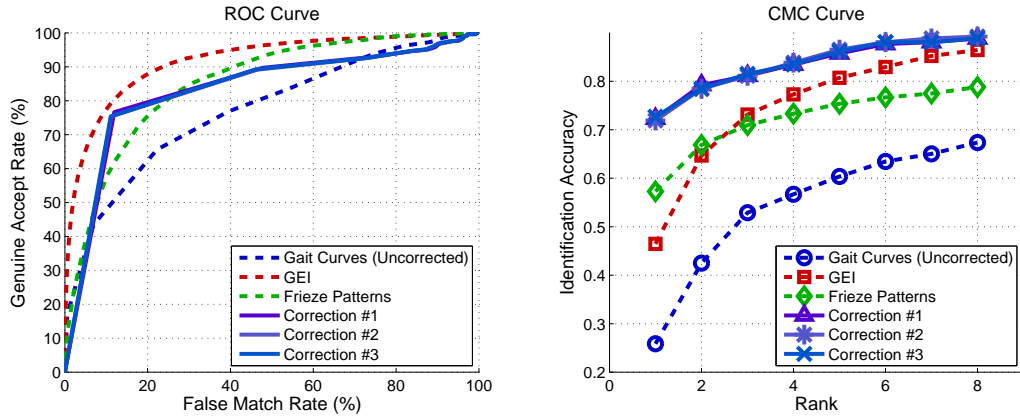 ROC Curve
100
90
80
70
60
50
40
30
20
10
0
0 20 40 60 80 100
Genuine Accept Rate (%)
False Match Rate (%)
Gait Curves (Uncorrected)
GEI
Frieze Patterns
Correction #1
Correction #2
Correction #3
CMC Curve
0.8
0.7
0.6
0.5
0.4
0.3
0.2
0 2 4 6 8 10
Identification Accuracy
Rank
Gait Curves (Uncorrected)
GEI
Frieze Patterns
Correction #1
Correction #2
Correction #3